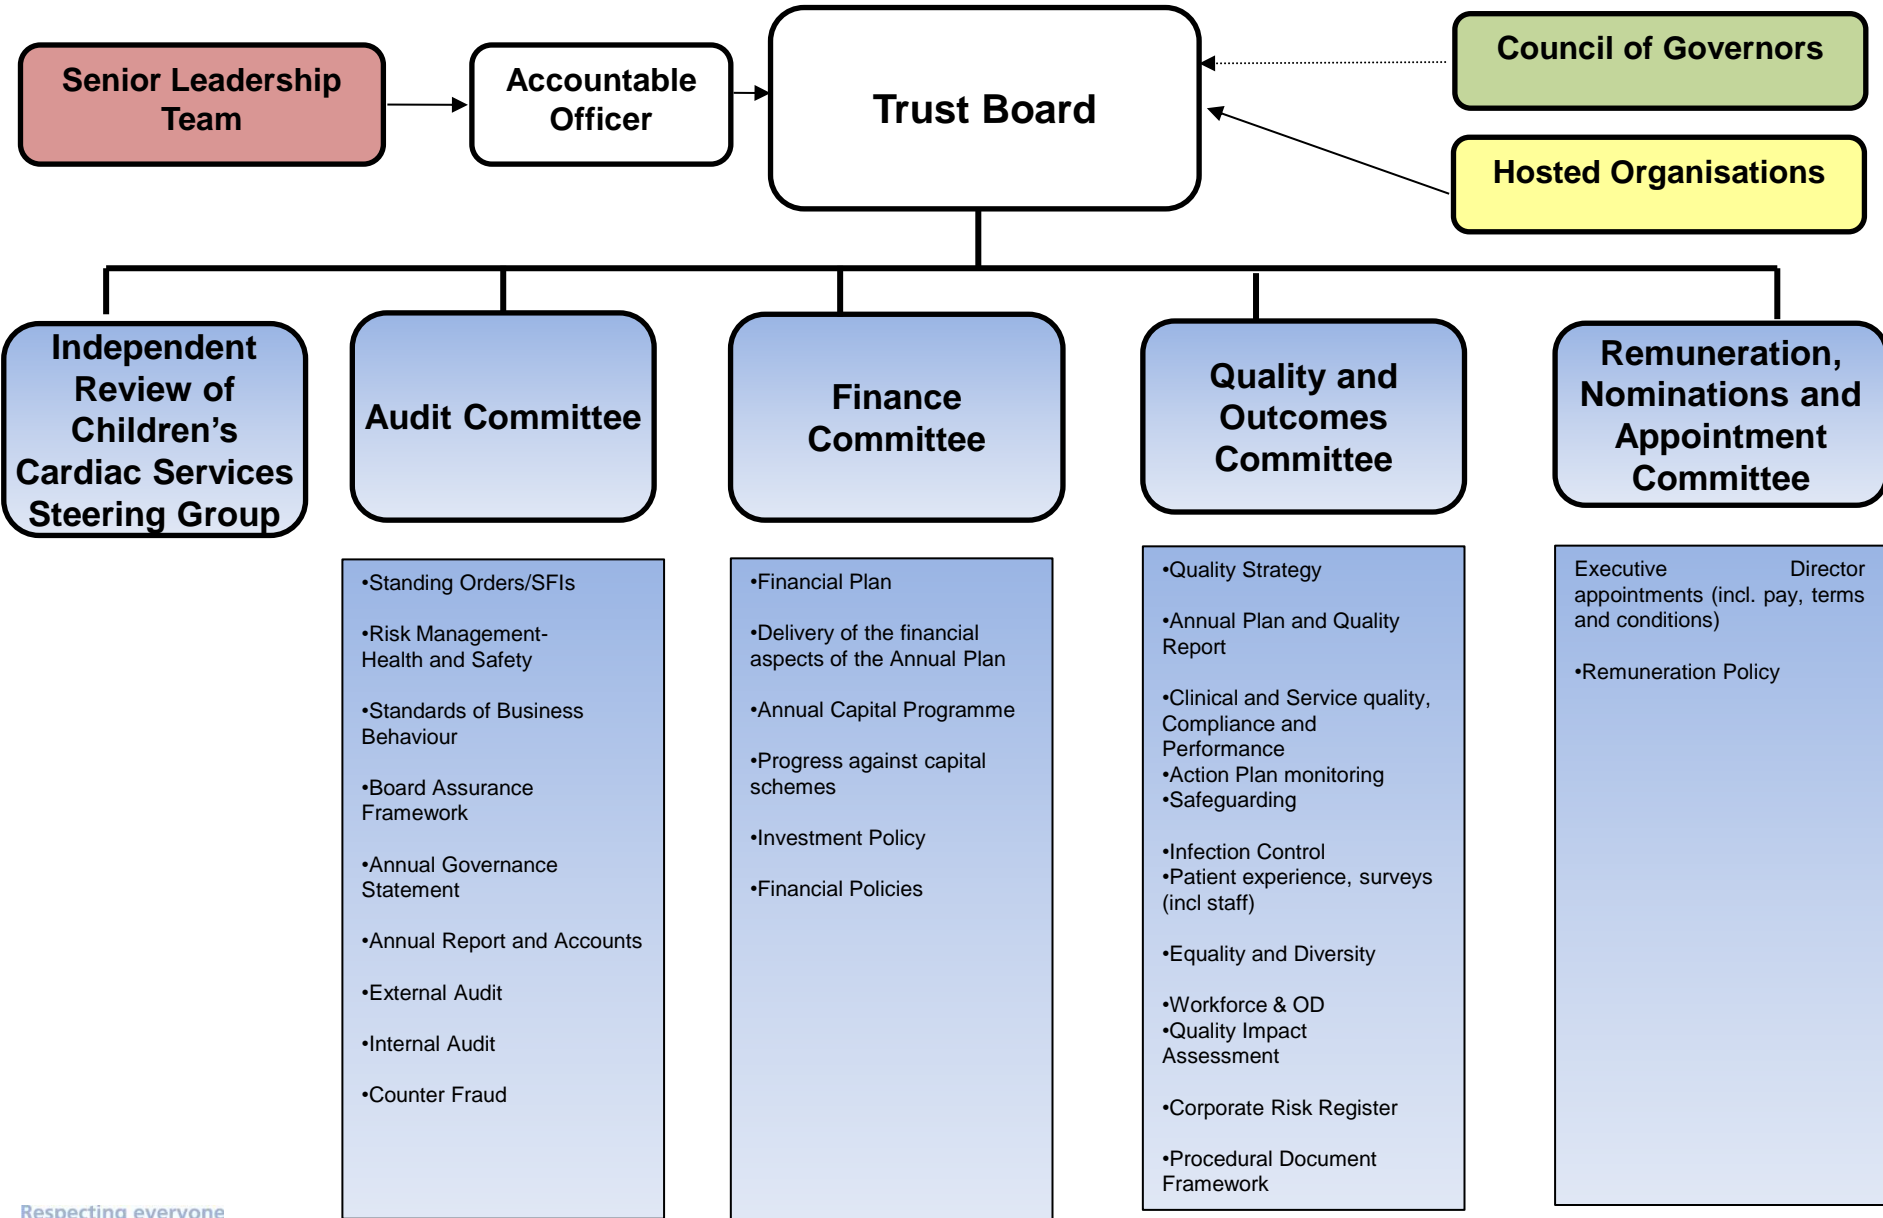 Senior Leadership
Team
Accountable
Officer
Trust Board
Council of Governors
Hosted Organisations
Independent
Review of
Children’s
Cardiac Services
Steering Group
Audit Committee
Finance
Committee
Quality and
Outcomes
Committee
Remuneration,
Nominations and
Appointment
Committee
•Standing Orders/SFIs
•Risk Management-
Health and Safety
•Standards of Business
Behaviour
•Board Assurance
Framework
•Annual Governance
Statement
•Annual Report and Accounts
•External Audit
•Internal Audit
•Counter Fraud
•Financial Plan
•Delivery of the financial
aspects of the Annual Plan
•Annual Capital Programme
•Progress against capital
schemes
•Investment Policy
•Financial Policies
•Quality Strategy
•Annual Plan and Quality
Report
•Clinical and Service quality,
Compliance and
Performance
•Action Plan monitoring
•Safeguarding
•Infection Control
•Patient experience, surveys
(incl staff)
•Equality and Diversity
•Workforce & OD
•Quality Impact
Assessment
•Corporate Risk Register
•Procedural Document
Framework
Executive Director
appointments (incl. pay, terms
and conditions)
•Remuneration Policy
Respecting everyone